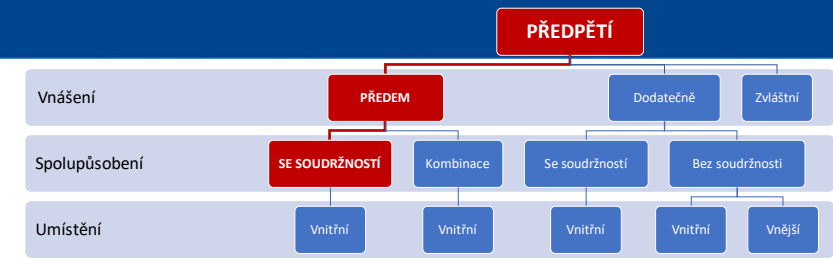 PŘEDPĚTÍ
Vnášení
PŘEDEM
Dodatečně
Zvláštní
Spolupůsobení
SE SOUDRŽNOSTÍ
Kombinace
Se soudržností
Bez soudržnosti
Umístění
Vnitřní
Vnitřní
Vnitřní
Vnitřní
Vnější